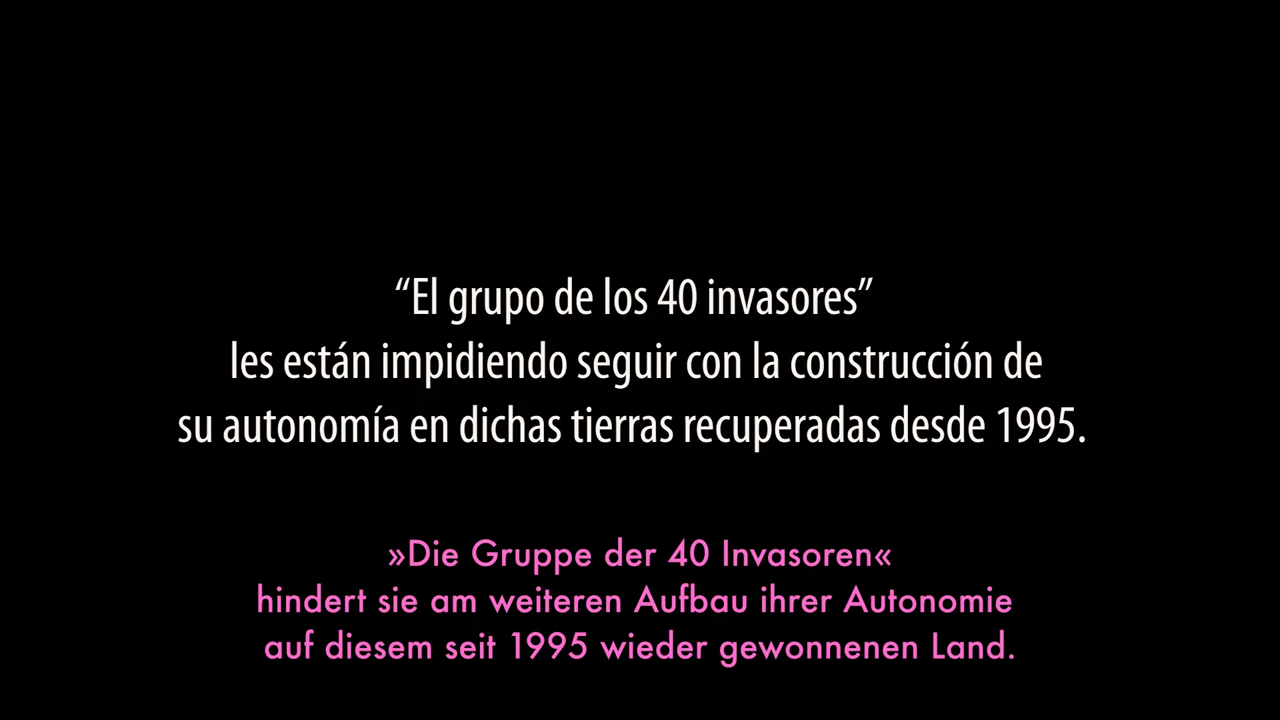 “El grupo de los 40 invasores”
les están impidiendo seguir con la construcción de
su autonomía en dichas tierras recuperadas desde 1995.
»Die Gruppe der 40 Invasoren«
hindert sie am weiteren Aufbau ihrer Autonomie
auf diesem seit 1995 wieder gewonnenen Land.